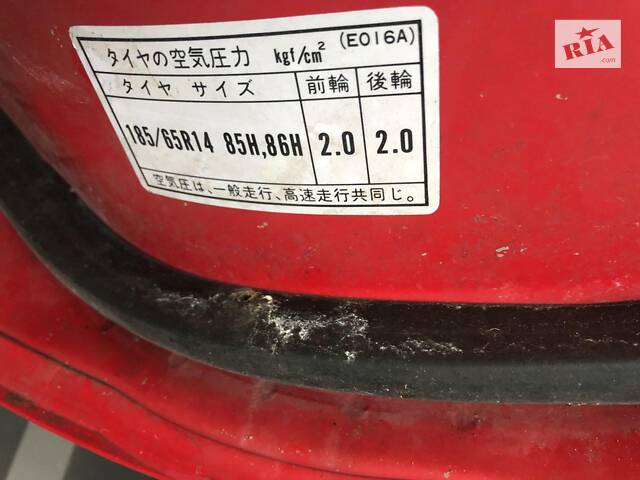 タイヤの空気圧力 kgf/cm² (E016A)
タイヤ サイズ 前輪 後輪
185/65R14 85H,86H 2.0 2.0
空気圧は、一般走行、高速走行共同じ。
RIA
.com